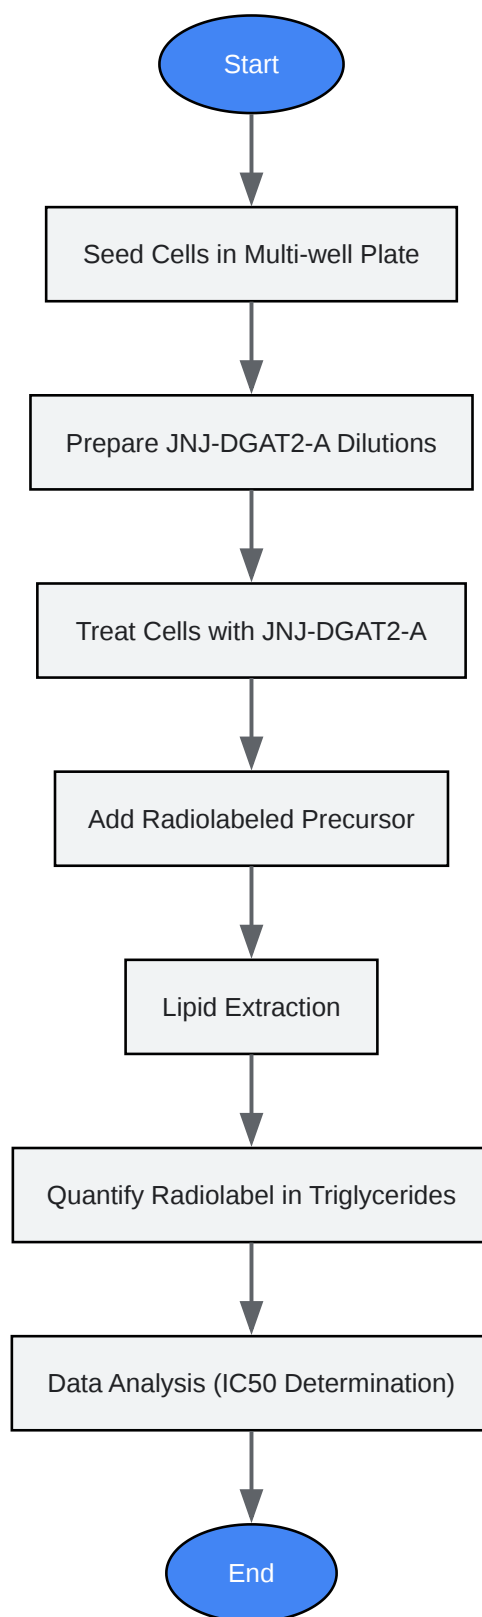 Start
Seed Cells in Multi-well Plate
Prepare JNJ-DGAT2-A Dilutions
Treat Cells with JNJ-DGAT2-A
Add Radiolabeled Precursor
Lipid Extraction
Quantify Radiolabel in Triglycerides
Data Analysis (IC50 Determination)
End